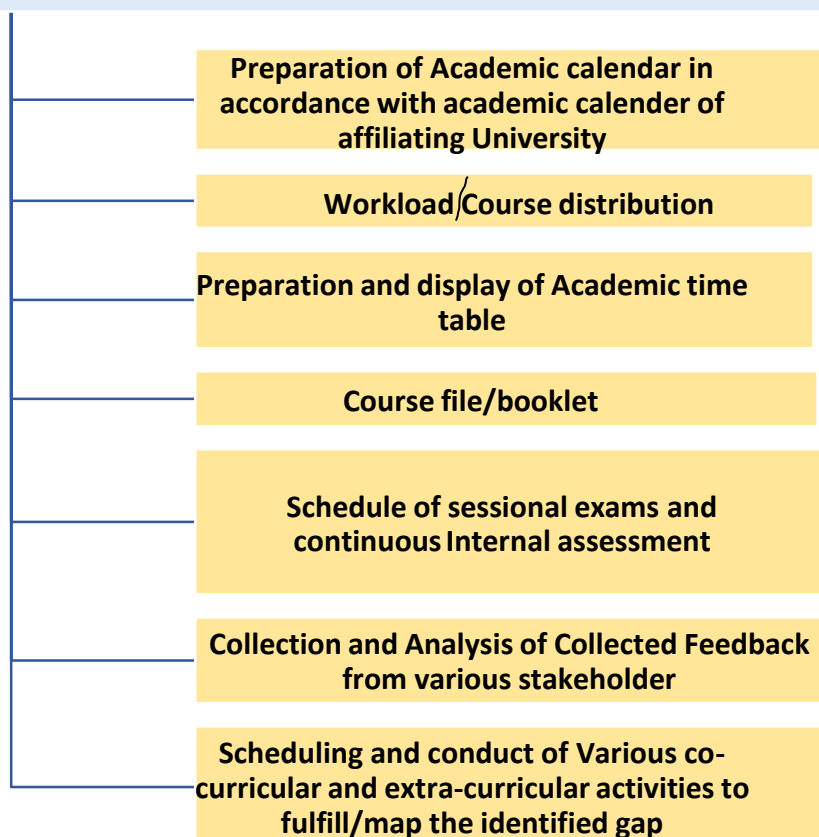 Preparation of Academic calendar in
accordance with academic calender of
affiliating University
Workload/Course distribution
Preparation and display of Academic time
table
Course file/booklet
Schedule of sessional exams and
continuous Internal assessment
Collection and Analysis of Collected Feedback
from various stakeholder
Scheduling and conduct of Various co-
curricular and extra-curricular activities to
fulfill/map the identified gap